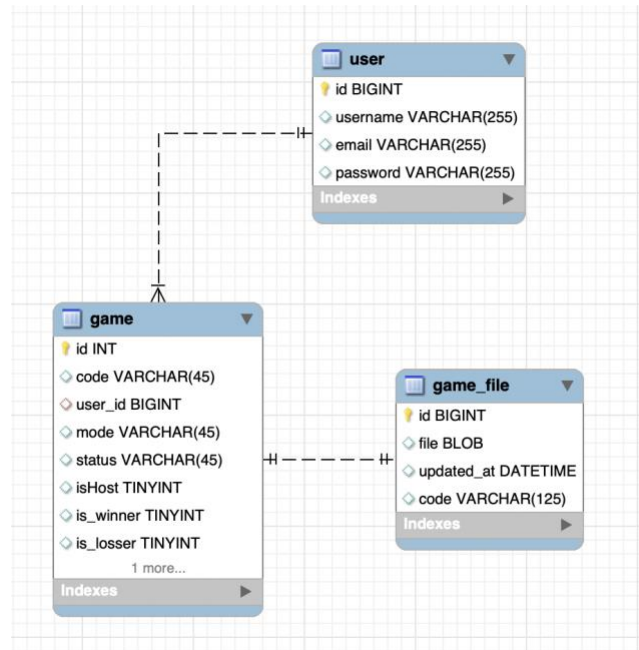 user
id BIGINT
username VARCHAR(255)
email VARCHAR(255)
password VARCHAR(255)
Indexes
game
id INT
code VARCHAR(45)
user_id BIGINT
mode VARCHAR(45)
status VARCHAR(45)
isHost TINYINT
is_winner TINYINT
is_losser TINYINT
1 more...
Indexes
game_file
id BIGINT
file BLOB
updated_at DATETIME
code VARCHAR(125)
Indexes